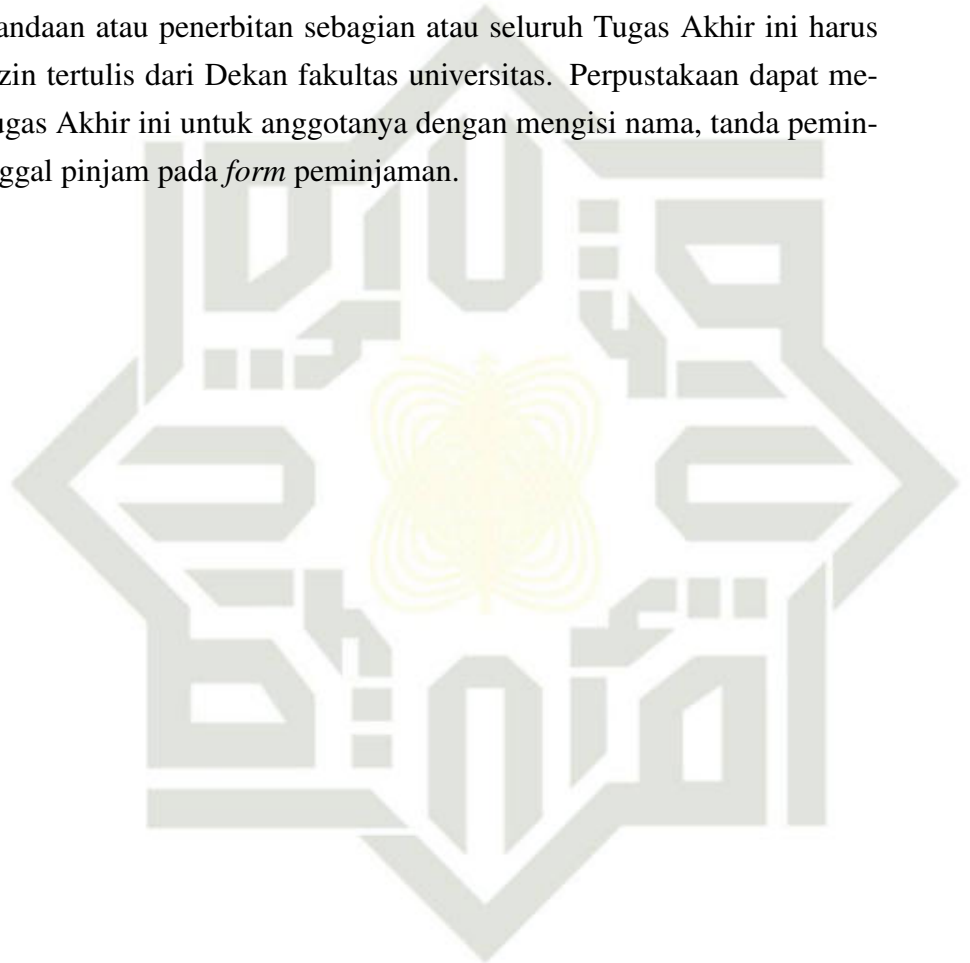 andaan atau penerbitan sebagian atau seluruh Tugas Akhir ini harus
zin tertulis dari Dekan fakultas universitas. Perpustakaan dapat me-
ugas Akhir ini untuk anggotanya dengan mengisi nama, tanda pemin-
ggal pinjam pada form peminjaman.